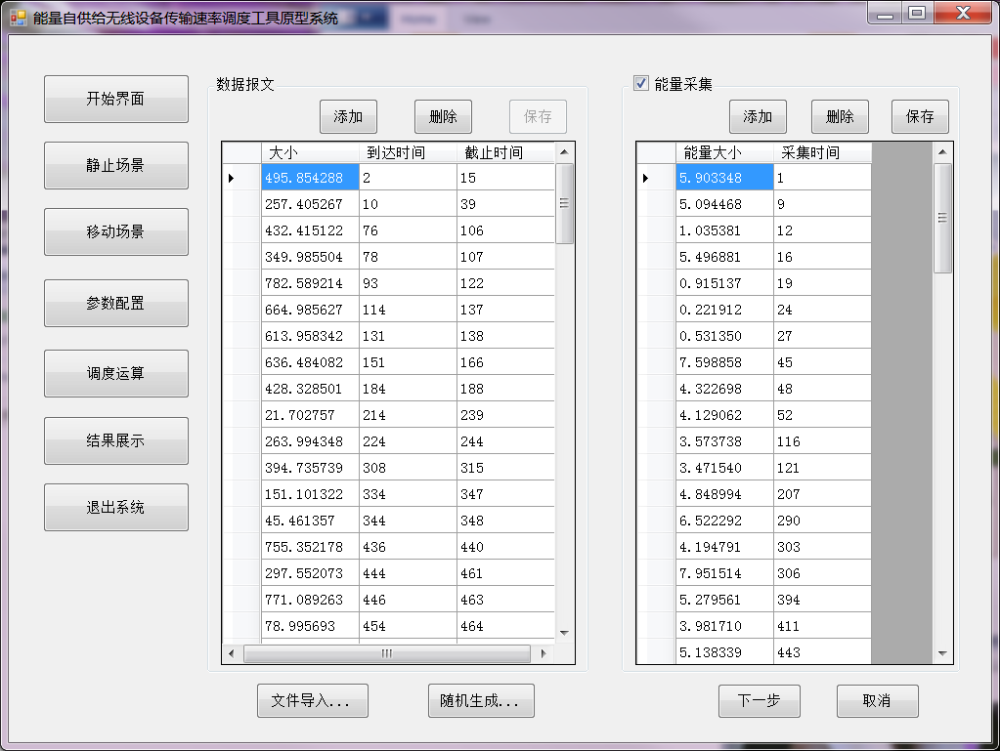 能量自供给无线设备传输速率调度工具原型系统
开始界面
静止场景
移动场景
参数配置
调度运算
结果展示
退出系统
数据报文
添加 删除 保存
大小 到达时间 截止时间
495.854288 2 15
257.405267 10 39
432.415122 76 106
349.985504 78 107
782.589214 93 122
664.985627 114 137
613.958342 131 138
636.484082 151 166
428.328501 184 188
21.702757 214 239
263.994348 224 244
394.735739 308 315
151.101322 334 347
45.461357 344 348
755.352178 436 440
297.552073 444 461
771.089263 446 463
78.995693 454 464
文件导入... 随机生成...
能量采集
添加 删除 保存
能量大小 采集时间
5.903348 1
5.094468 9
1.035381 12
5.496881 16
0.915137 19
0.221912 24
0.531350 27
7.598858 45
4.322698 48
4.129062 52
3.573738 116
3.471540 121
4.848994 207
6.522292 290
4.194791 303
7.951514 306
5.279561 394
3.981710 411
5.138339 443
下一步 取消